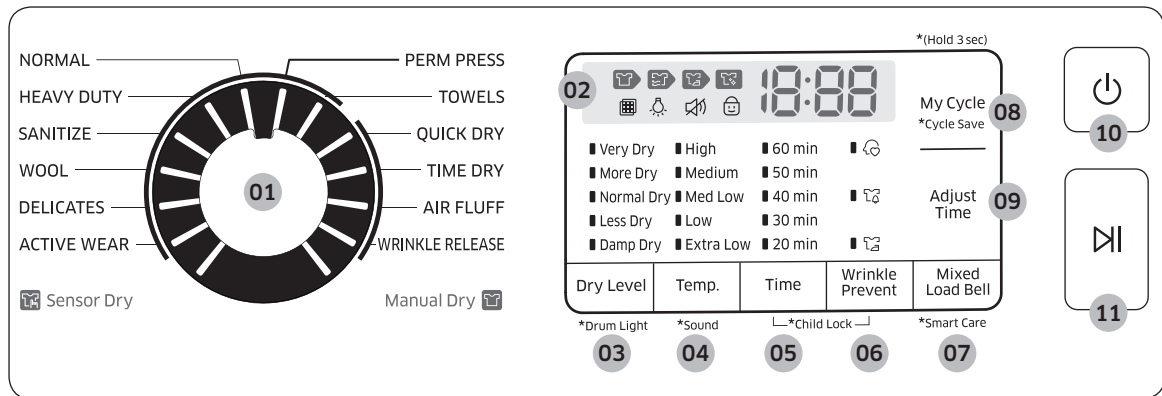 NORMAL
HEAVY DUTY
SANITIZE
WOOL
DELICATES
ACTIVE WEAR
PERM PRESS
TOWELS
QUICK DRY
TIME DRY
AIR FLUFF
WRINKLE RELEASE
01
Sensor Dry
Manual Dry
*(Hold 3 sec)
02
18:88
My Cycle
*Cycle Save
08
Adjust
Time
09
Very Dry High 60 min
More Dry Medium 50 min
Normal Dry Med Low 40 min
Less Dry Low 30 min
Damp Dry Extra Low 20 min
Dry Level
Temp.
Time
Wrinkle
Prevent
Mixed
Load Bell
*Drum Light
*Sound
*Child Lock
*Smart Care
03
04
05
06
07
10
11